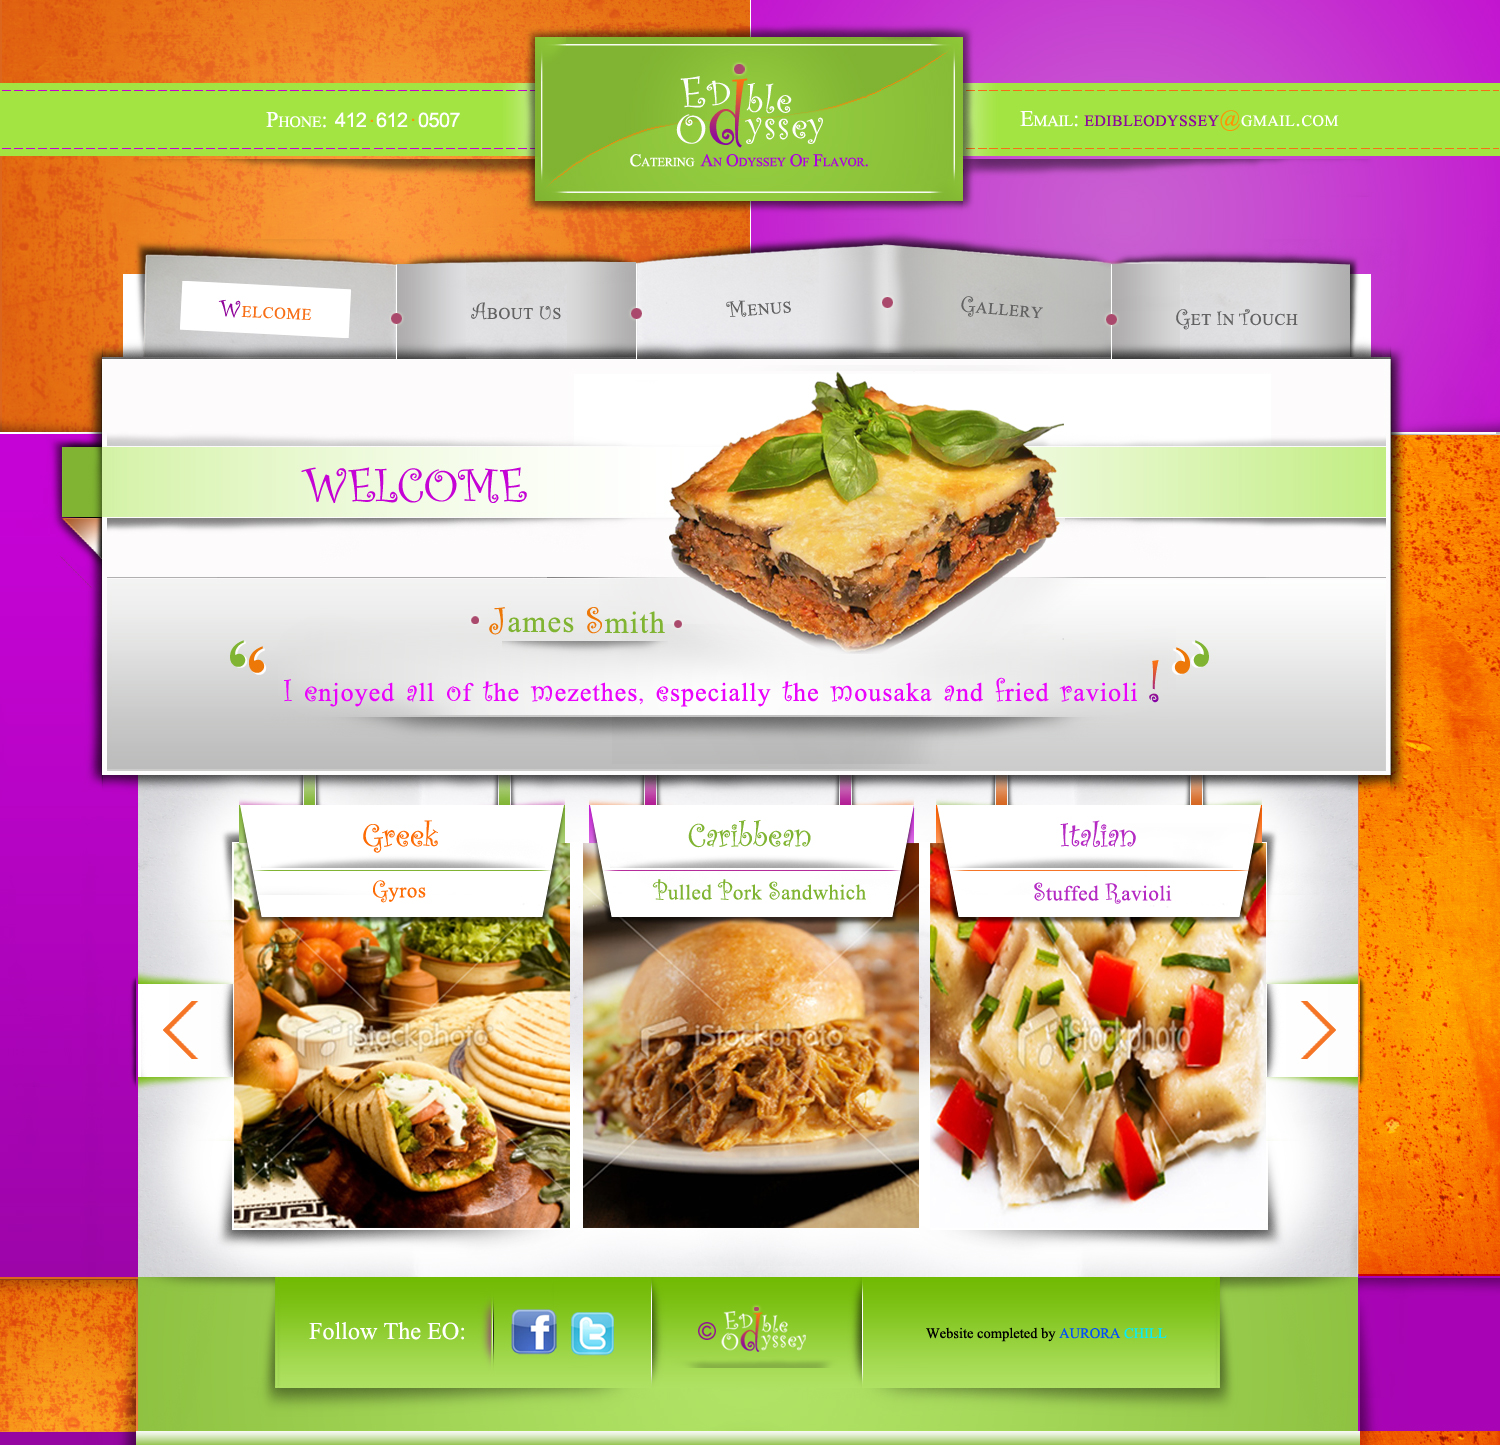 Phone: 412·612·0507
Edible
Odyssey
Catering An Odyssey Of Flavor.
Email: edibleodyssey@gmail.com
Welcome
About Us
Menus
Gallery
Get In Touch
WELCOME
• James Smith •
“ I enjoyed all of the mezethes, especially the mousaka and fried ravioli ! ”
Greek
Gyros
Caribbean
Pulled Pork Sandwhich
Italian
Stuffed Ravioli
iStockphoto
iStockphoto
iStockphoto
Follow The EO:
f
t
© Edible
Odyssey
Website completed by AURORA